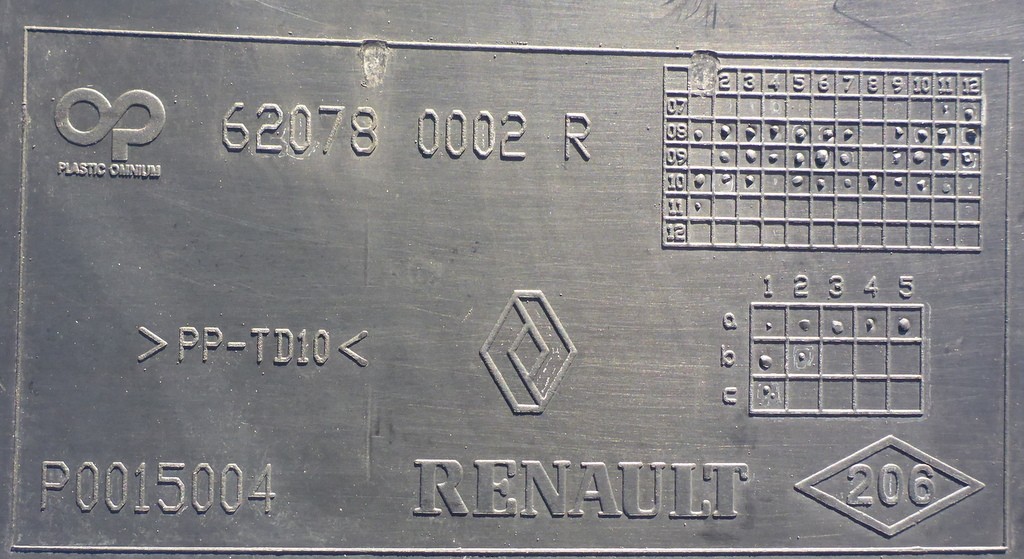 PLASTIC OMNIUM
62078 0002 R
2 3 4 5 6 7 8 9 10 11 12
07
08
09
10
11
12
1 2 3 4 5
a
b
c
>PP-TD10<
P0015004
RENAULT
206